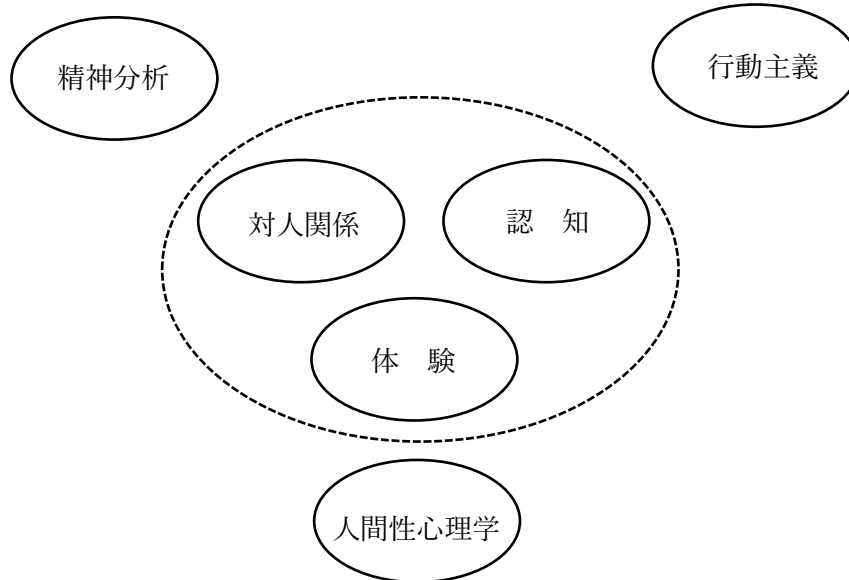 精神分析
行動主義
対人関係
認　知
体　験
人間性心理学